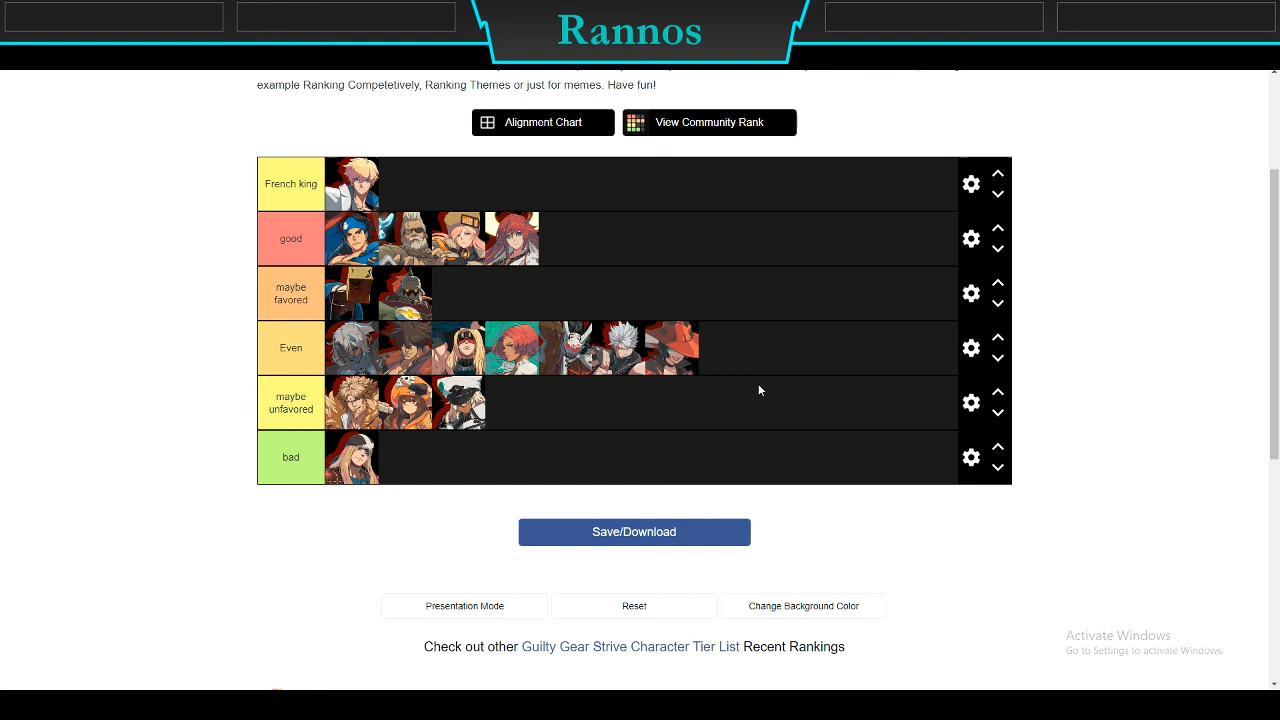 Rannos
example Ranking Competetively, Ranking Themes or just for memes. Have fun!
Alignment Chart
View Community Rank
French king
good
maybe
favored
Even
maybe
unfavored
bad
Save/Download
Presentation Mode
Reset
Change Background Color
Activate Windows
Go to Settings to activate Windows.
Check out other Guilty Gear Strive Character Tier List Recent Rankings